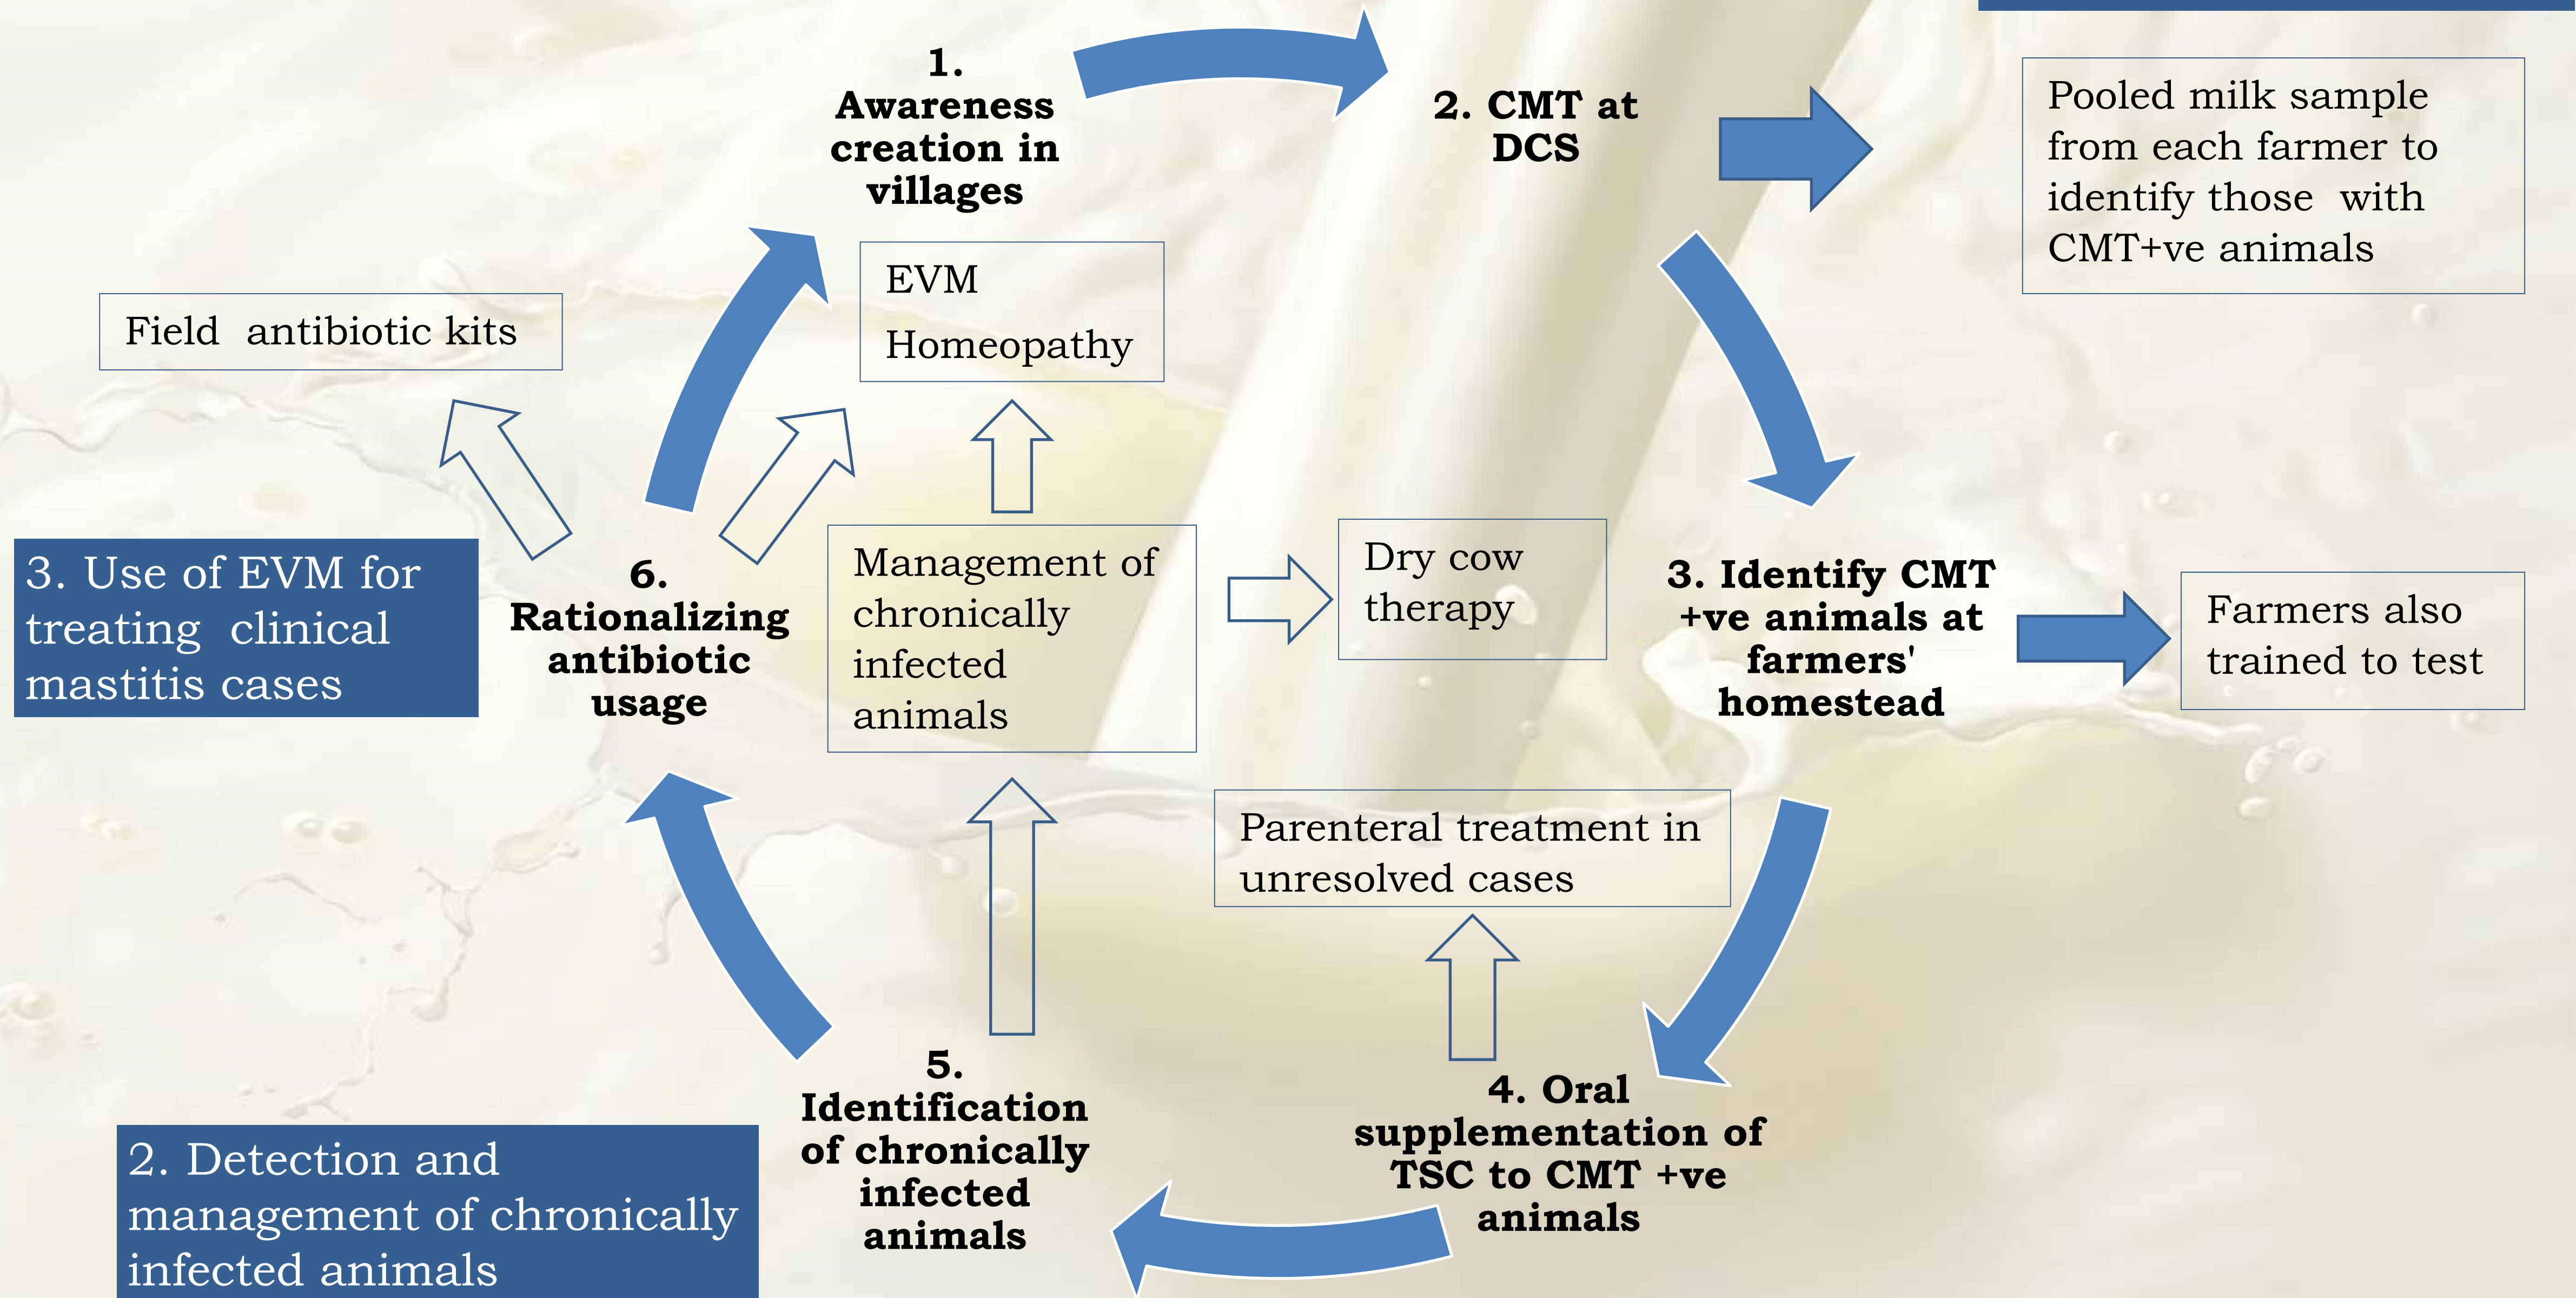 1.
Awareness
creation in
villages
2. CMT at
DCS
Pooled milk sample
from each farmer to
identify those with
CMT+ve animals
EVM
Homeopathy
Field antibiotic kits
3. Use of EVM for
treating clinical
mastitis cases
6.
Rationalizing
antibiotic
usage
Management of
chronically
infected
animals
Dry cow
therapy
3. Identify CMT
+ve animals at
farmers'
homestead
Farmers also
trained to test
Parenteral treatment in
unresolved cases
5.
Identification
of chronically
infected
animals
4. Oral
supplementation of
TSC to CMT +ve
animals
2. Detection and
management of chronically
infected animals